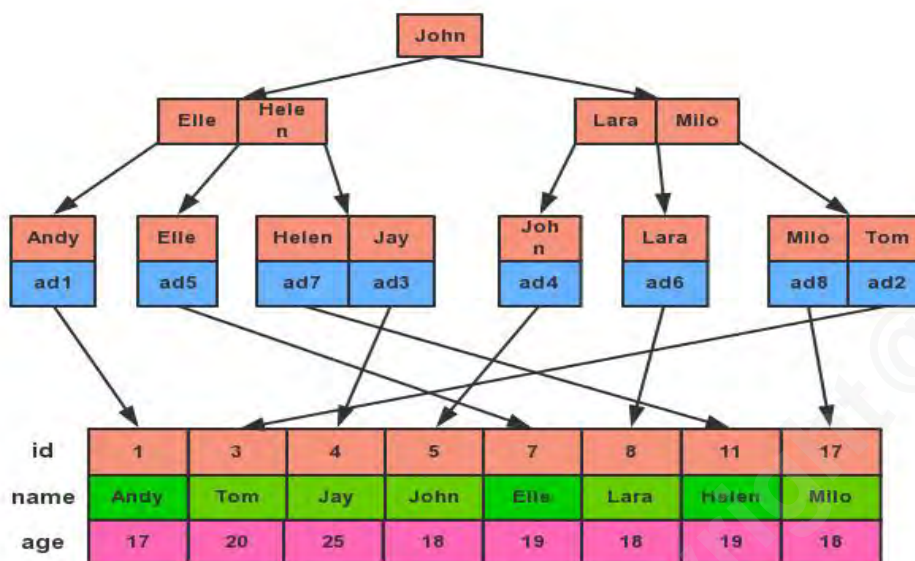 John
Elle Helen Lara Milo
Andy Elle Helen Jay John Lara Milo Tom
ad1 ad5 ad7 ad3 ad4 ad6 ad8 ad2
id 1 3 4 5 7 8 11 17
name Andy Tom Jay John Elle Lara Helen Milo
age 17 20 25 18 19 18 19 18